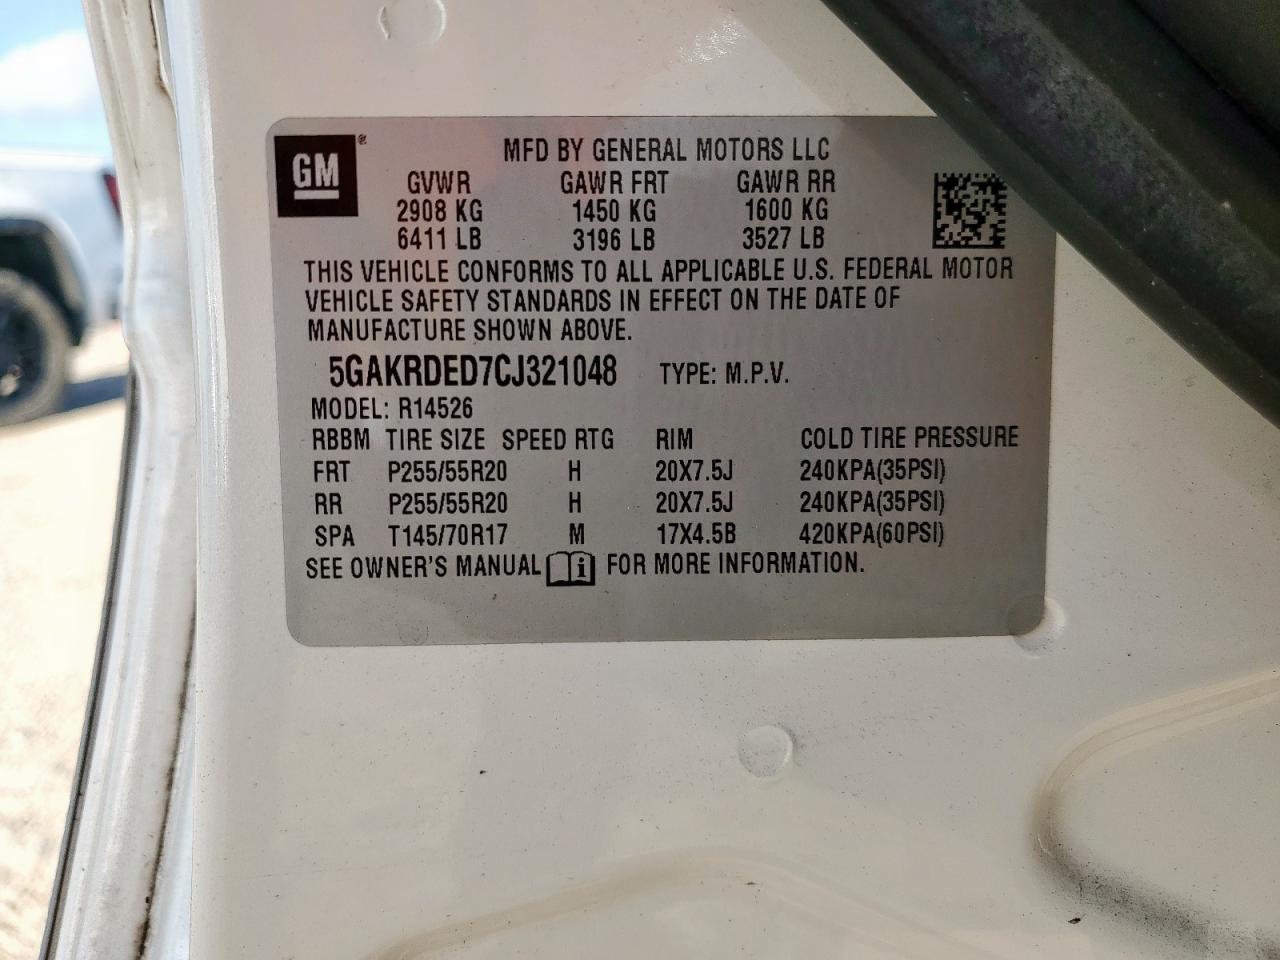 GM ®
MFD BY GENERAL MOTORS LLC
GVWR GAWR FRT GAWR RR
2908 KG 1450 KG 1600 KG
6411 LB 3196 LB 3527 LB
THIS VEHICLE CONFORMS TO ALL APPLICABLE U.S. FEDERAL MOTOR
VEHICLE SAFETY STANDARDS IN EFFECT ON THE DATE OF
MANUFACTURE SHOWN ABOVE.
5GAKRDED7CJ321048 TYPE: M.P.V.
MODEL: R14526
RBBM TIRE SIZE SPEED RTG RIM COLD TIRE PRESSURE
FRT P255/55R20 H 20X7.5J 240KPA(35PSI)
RR P255/55R20 H 20X7.5J 240KPA(35PSI)
SPA T145/70R17 M 17X4.5B 420KPA(60PSI)
SEE OWNER'S MANUAL i FOR MORE INFORMATION.